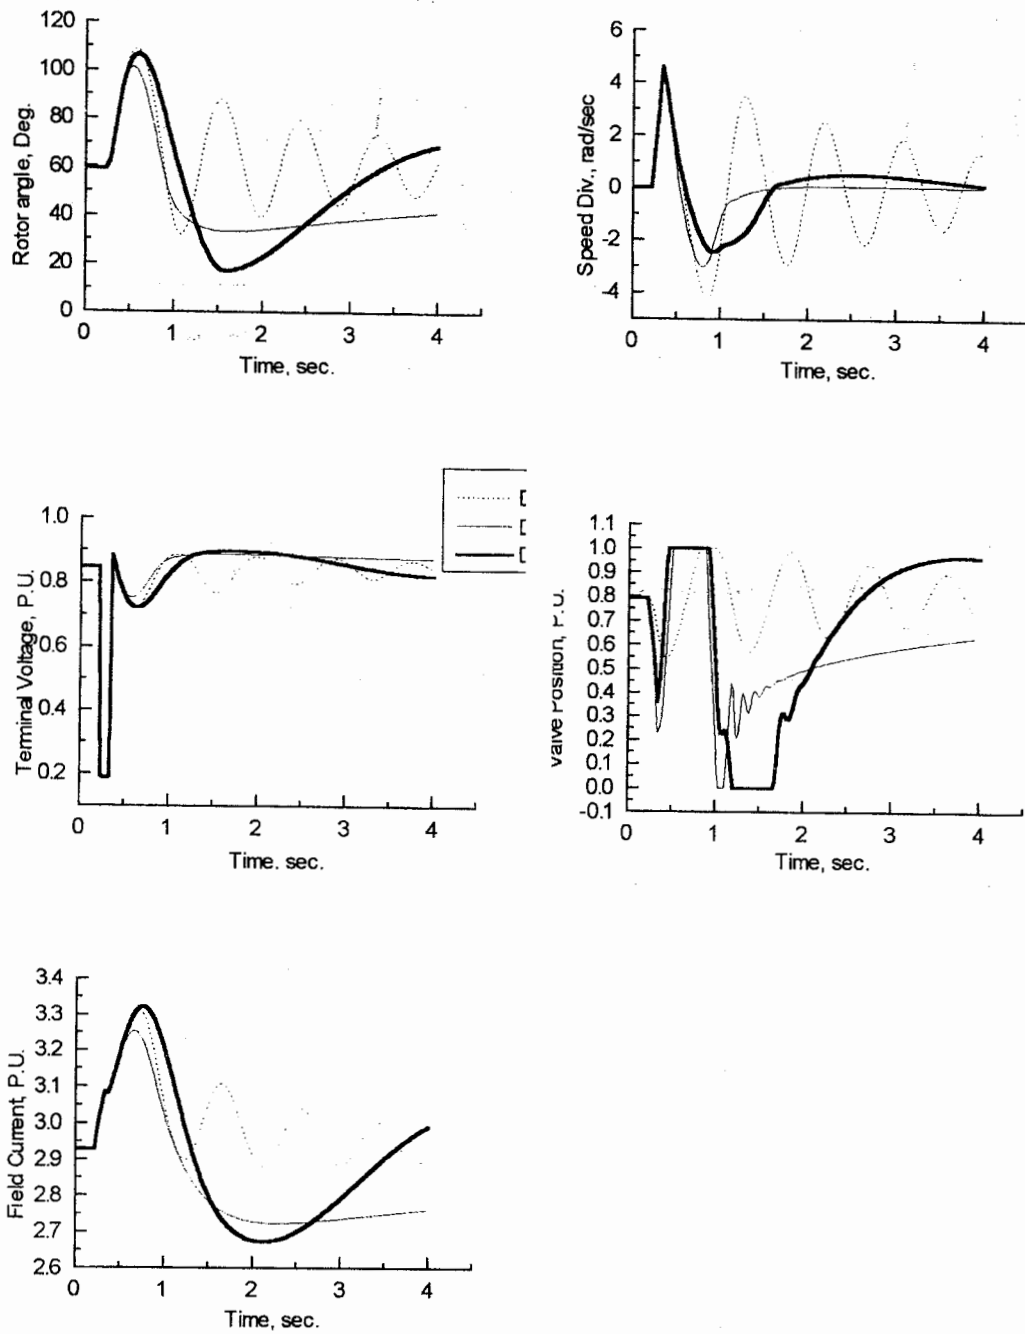 120
100
80
60
40
20
0
Rotor angle, Deg.
0 1 2 3 4
Time, sec.
6
4
2
0
-2
-4
Speed Div., rad/sec
0 1 2 3 4
Time, sec.
1.0
0.8
0.6
0.4
0.2
Terminal Voltage, P.U.
0 1 2 3 4
Time. sec.
1.1
1.0
0.9
0.8
0.7
0.6
0.5
0.4
0.3
0.2
0.1
0.0
-0.1
Valve Position, P.U.
0 1 2 3 4
Time, sec.
3.4
3.3
3.2
3.1
3.0
2.9
2.8
2.7
2.6
Field Current, P.U.
0 1 2 3 4
Time, sec.